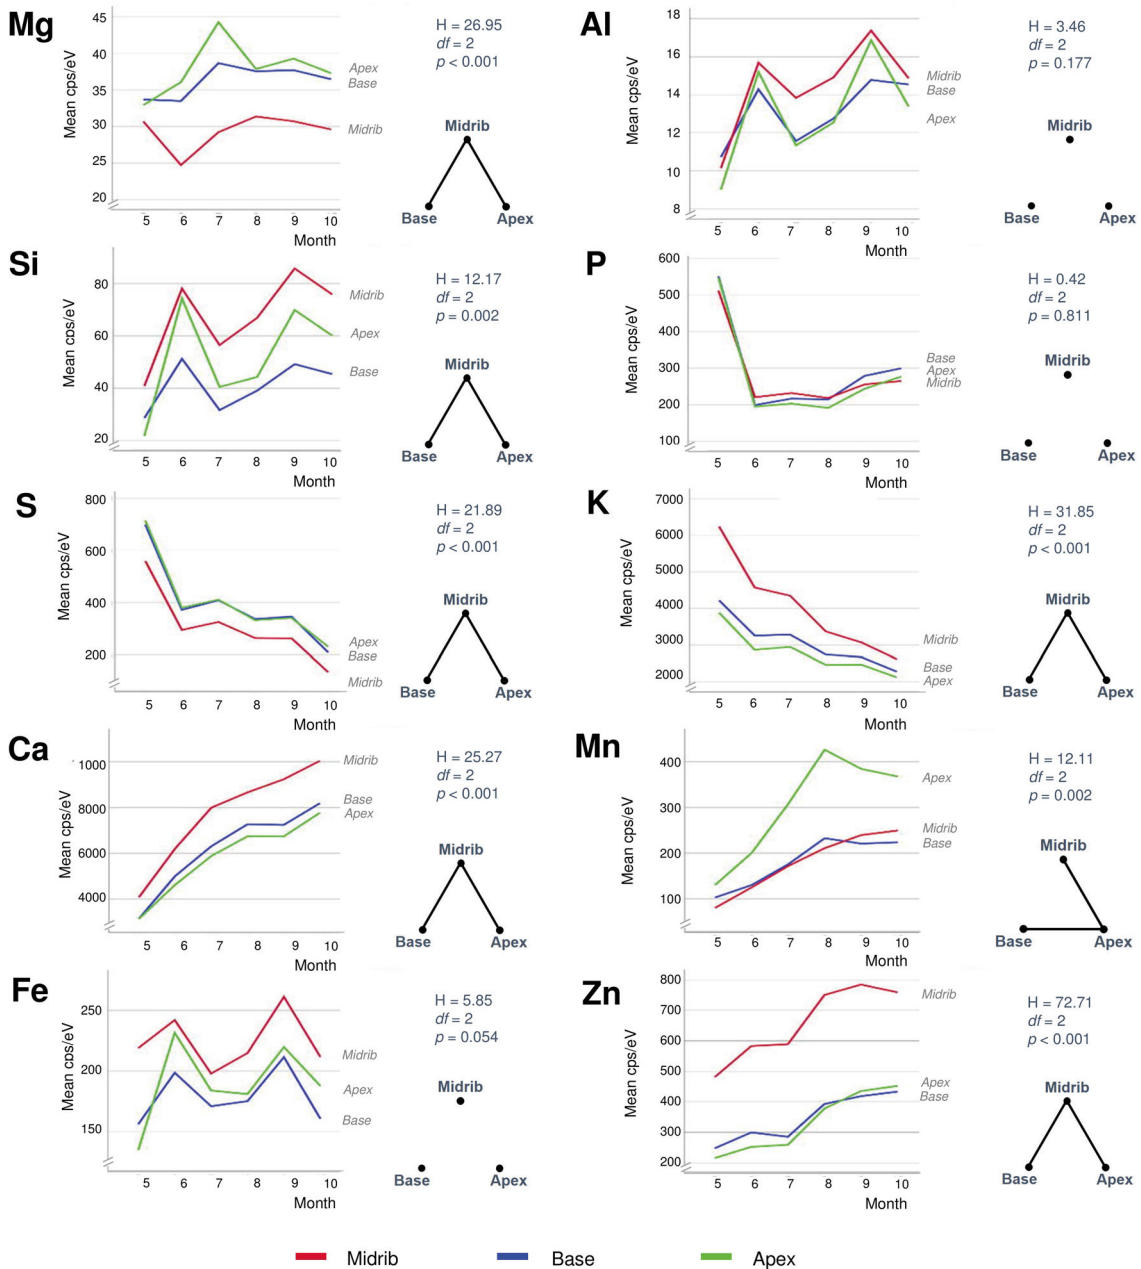 Mg
45
40
35
30
25
20
Mean cps/eV
5 6 7 8 9 10
Month
Apex
Base
Midrib
H = 26.95
df = 2
p < 0.001
Midrib
Base Apex
Al
18
16
14
12
10
8
Mean cps/eV
5 6 7 8 9 10
Month
Midrib
Base
Apex
H = 3.46
df = 2
p = 0.177
Midrib
Base Apex
Si
80
60
40
20
Mean cps/eV
5 6 7 8 9 10
Month
Midrib
Apex
Base
H = 12.17
df = 2
p = 0.002
Midrib
Base Apex
P
600
500
400
300
200
100
Mean cps/eV
5 6 7 8 9 10
Month
Base
Apex
Midrib
H = 0.42
df = 2
p = 0.811
Midrib
Base Apex
S
800
600
400
200
Mean cps/eV
5 6 7 8 9 10
Month
Apex
Base
Midrib
H = 21.89
df = 2
p < 0.001
Midrib
Base Apex
K
7000
6000
5000
4000
3000
2000
Mean cps/eV
5 6 7 8 9 10
Month
Midrib
Base
Apex
H = 31.85
df = 2
p < 0.001
Midrib
Base Apex
Ca
1000
8000
6000
4000
Mean cps/eV
5 6 7 8 9 10
Month
Midrib
Base
Apex
H = 25.27
df = 2
p < 0.001
Midrib
Base Apex
Mn
400
300
200
100
Mean cps/eV
5 6 7 8 9 10
Month
Apex
Midrib
Base
H = 12.11
df = 2
p = 0.002
Midrib
Base Apex
Fe
250
200
150
Mean cps/eV
5 6 7 8 9 10
Month
Midrib
Apex
Base
H = 5.85
df = 2
p = 0.054
Midrib
Base Apex
Zn
800
700
600
500
400
300
200
Mean cps/eV
5 6 7 8 9 10
Month
Midrib
Apex
Base
H = 72.71
df = 2
p < 0.001
Midrib
Base Apex
Midrib Base Apex